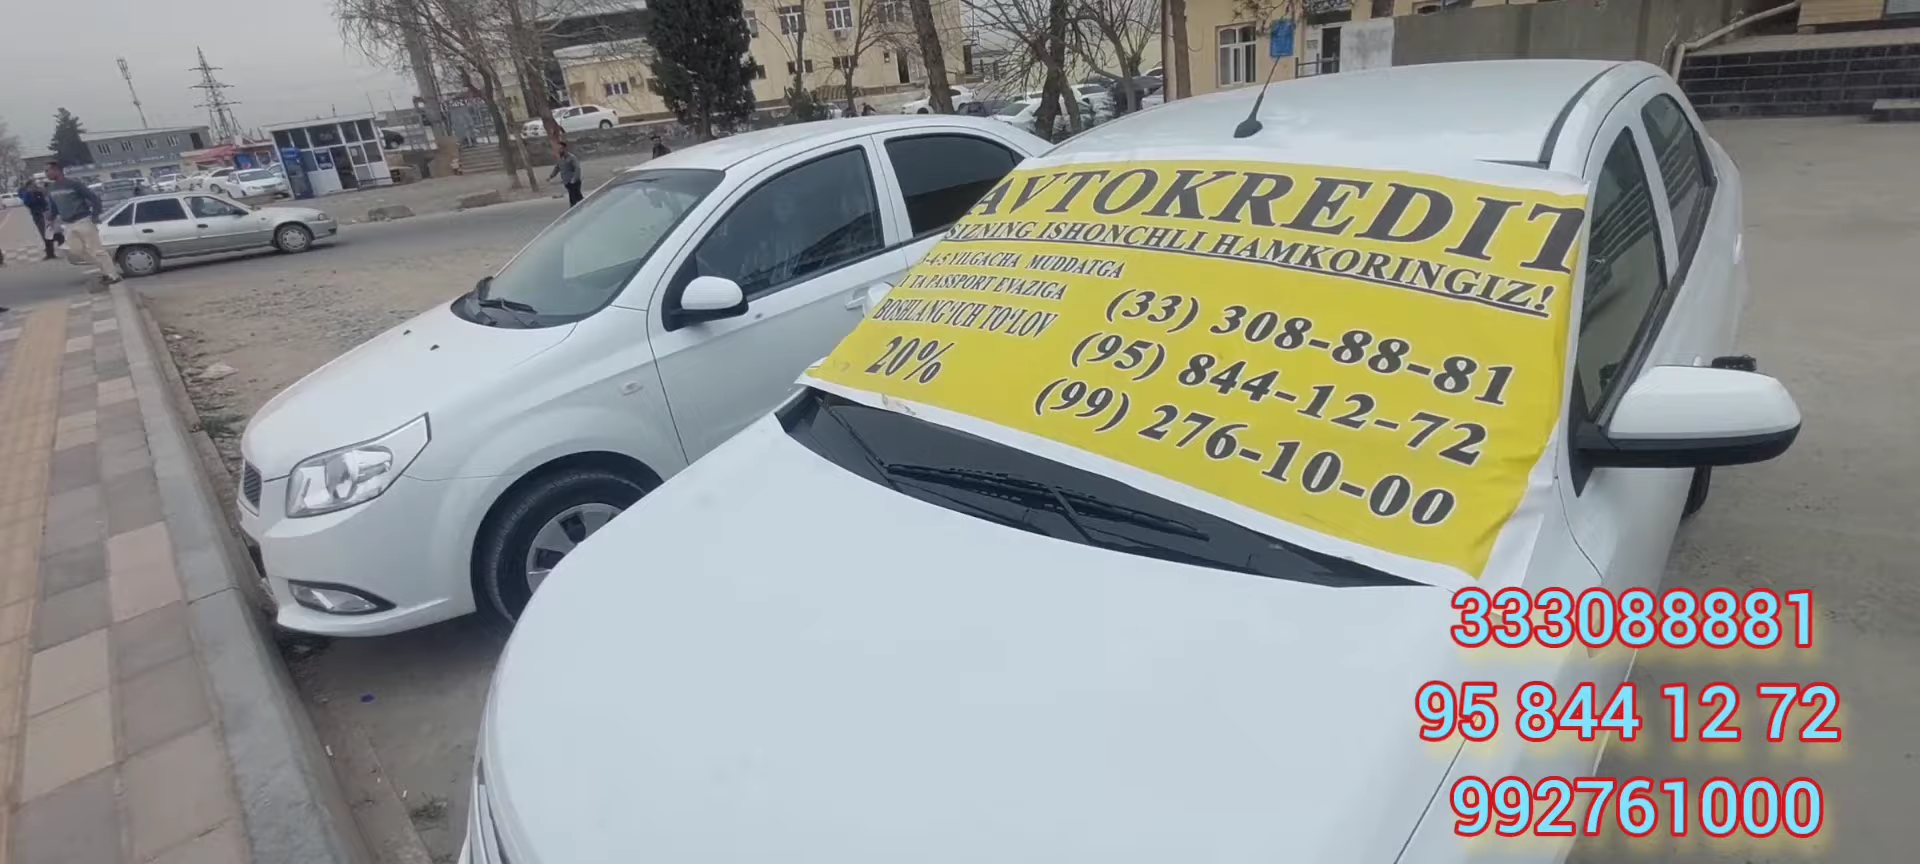 AVTOKREDIT
SIZNING ISHONCHLI HAMKORINGIZ!
3-4-5 YILGACHA MUDDATGA
1 TA PASSPORT EVAZIGA
BOSHLANG'ICH TO'LOV
20%
(33) 308-88-81
(95) 844-12-72
(99) 276-10-00
333088881
95 844 12 72
992761000